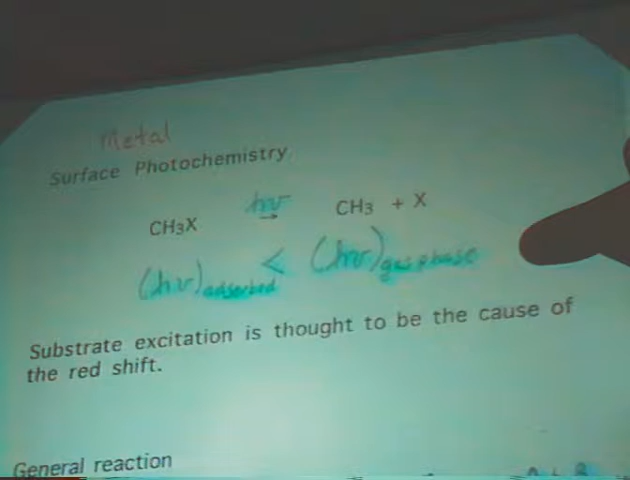 Metal
Surface Photochemistry
hν
CH3X → CH3 + X
(hν)adsorbed < (hν)gas phase
Substrate excitation is thought to be the cause of
the red shift.
General reaction